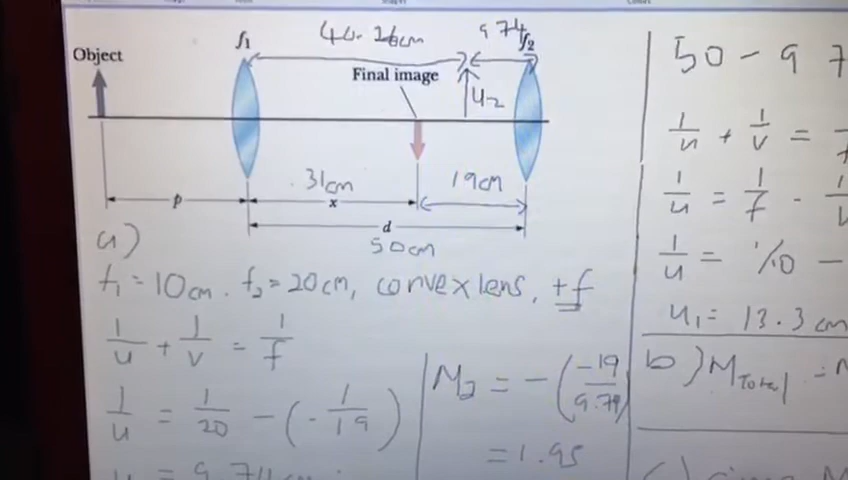 40.26cm
f1
f2
Object
Final image
u2
31cm
19cm
p
x
d
50cm
a)
f1 = 10cm. f2 = 20cm, convex lens, +f
1/u + 1/v = 1/f
1/u = 1/20 - (- 1/19)
M2 = - (-19/9.74)
= 1.95
50 - 9
1/u + 1/v =
1/u = 1/f -
1/u = 1/10 -
u1 = 13.3 cm
b) MTotal =